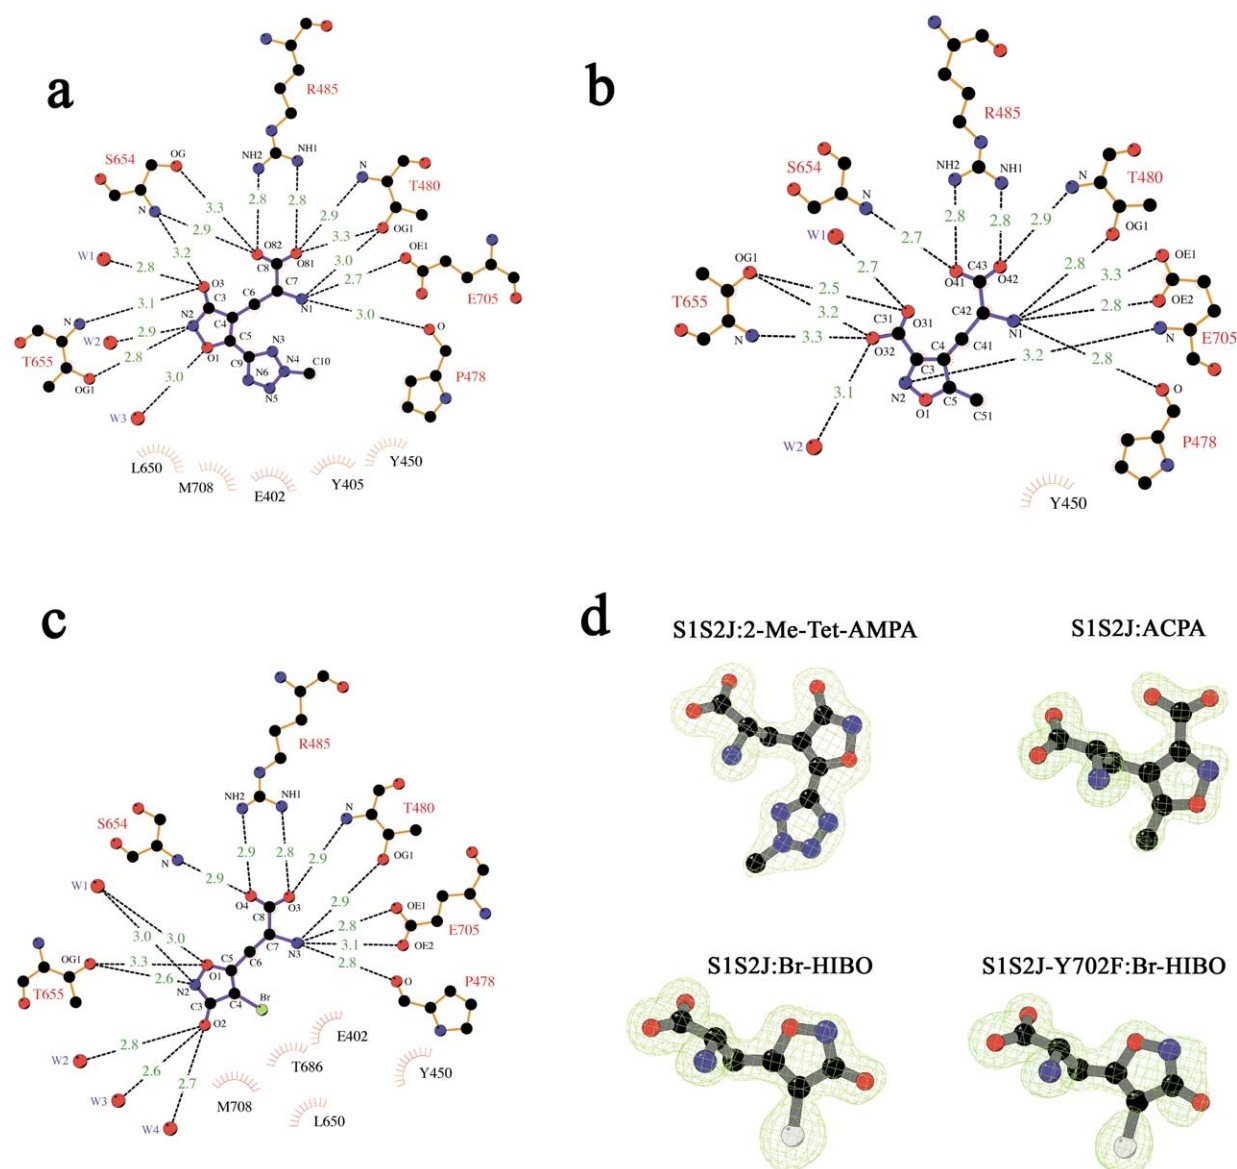 a
R485
S654
OG
NH2
NH1
N
T480
2.8
2.8
2.9
N
3.3
2.9
3.2
3.3
OG1
3.0
OE1
2.7
W1
2.8
O82
C8
O81
C7
O3
C3
C6
N1
E705
3.1
3.0
N
N2
C4
C5
N3
O
W2
2.9
T655
2.8
O1
C9
N4
C10
N6
OG1
3.0
N5
P478
W3
Y450
L650
M708
E402
Y405
b
R485
S654
NH2
NH1
N
T480
N
2.8
2.8
2.9
OG1
W1
2.7
2.8
OE1
OG1
2.7
C43
O41
O42
3.3
OE2
2.5
T655
3.2
C31
O31
C42
N1
2.8
N
3.3
O32
C4
C41
3.2
N
E705
C3
2.8
3.1
N2
C5
O
O1
C51
W2
P478
Y450
c
R485
NH2
NH1
S654
N
T480
N
2.9
2.8
2.9
OG1
W1
2.9
O4
O3
2.9
OE1
C8
2.8
E705
3.0
3.0
C7
N3
3.1
OE2
OG1
3.3
C5
C6
2.8
O1
T655
2.6
N2
Br
O
P478
C3
C4
O2
E402
W2
2.8
T686
Y450
2.6
2.7
M708
W3
L650
W4
d
S1S2J:2-Me-Tet-AMPA
S1S2J:ACPA
S1S2J:Br-HIBO
S1S2J-Y702F:Br-HIBO